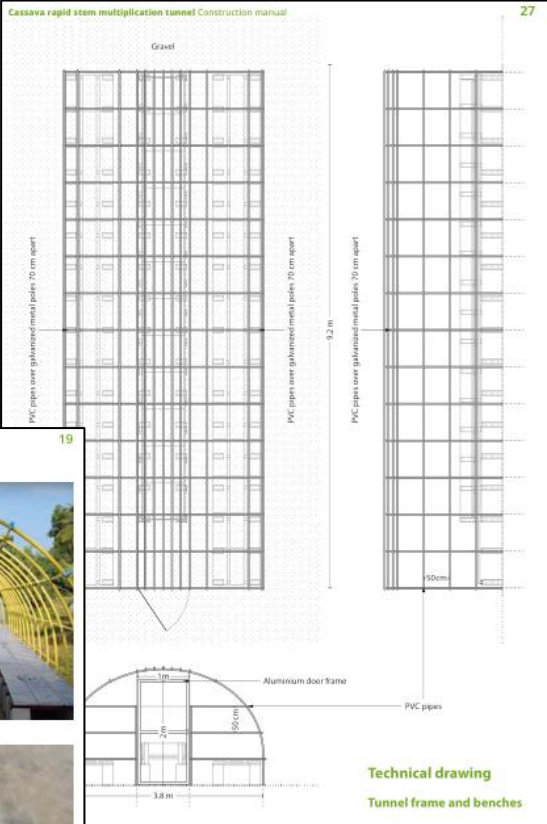 Cassava rapid stem multiplication tunnel Construction manual
27
Gravel
PVC pipes over galvanized metal poles 70 cm apart
PVC pipes over galvanized metal poles 70 cm apart
9.2 m
PVC pipes over galvanized metal poles 70 cm apart
19
50cm
1m
Aluminium door frame
50 cm
2 m
PVC pipes
3.8 m
Technical drawing
Tunnel frame and benches